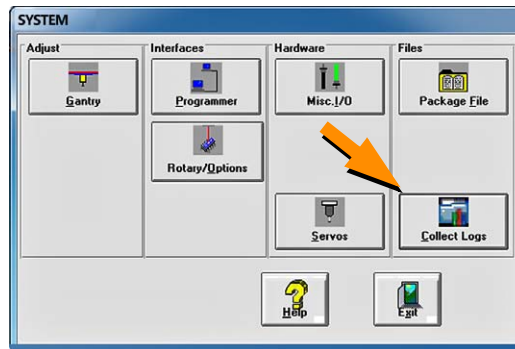 SYSTEM
Adjust
Interfaces
Hardware
Files
Gantry
Programmer
Misc.I/O
Package File
Rotary/Options
Servos
Collect Logs
Help
Exit